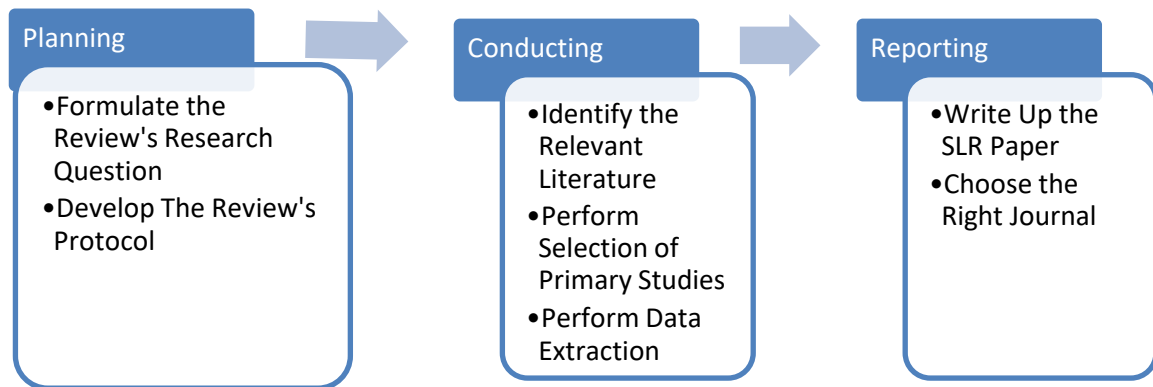 Planning
•Formulate the
Review's Research
Question
•Develop The Review's
Protocol
Conducting
•Identify the
Relevant
Literature
•Perform
Selection of
Primary Studies
•Perform Data
Extraction
Reporting
•Write Up the
SLR Paper
•Choose the
Right Journal